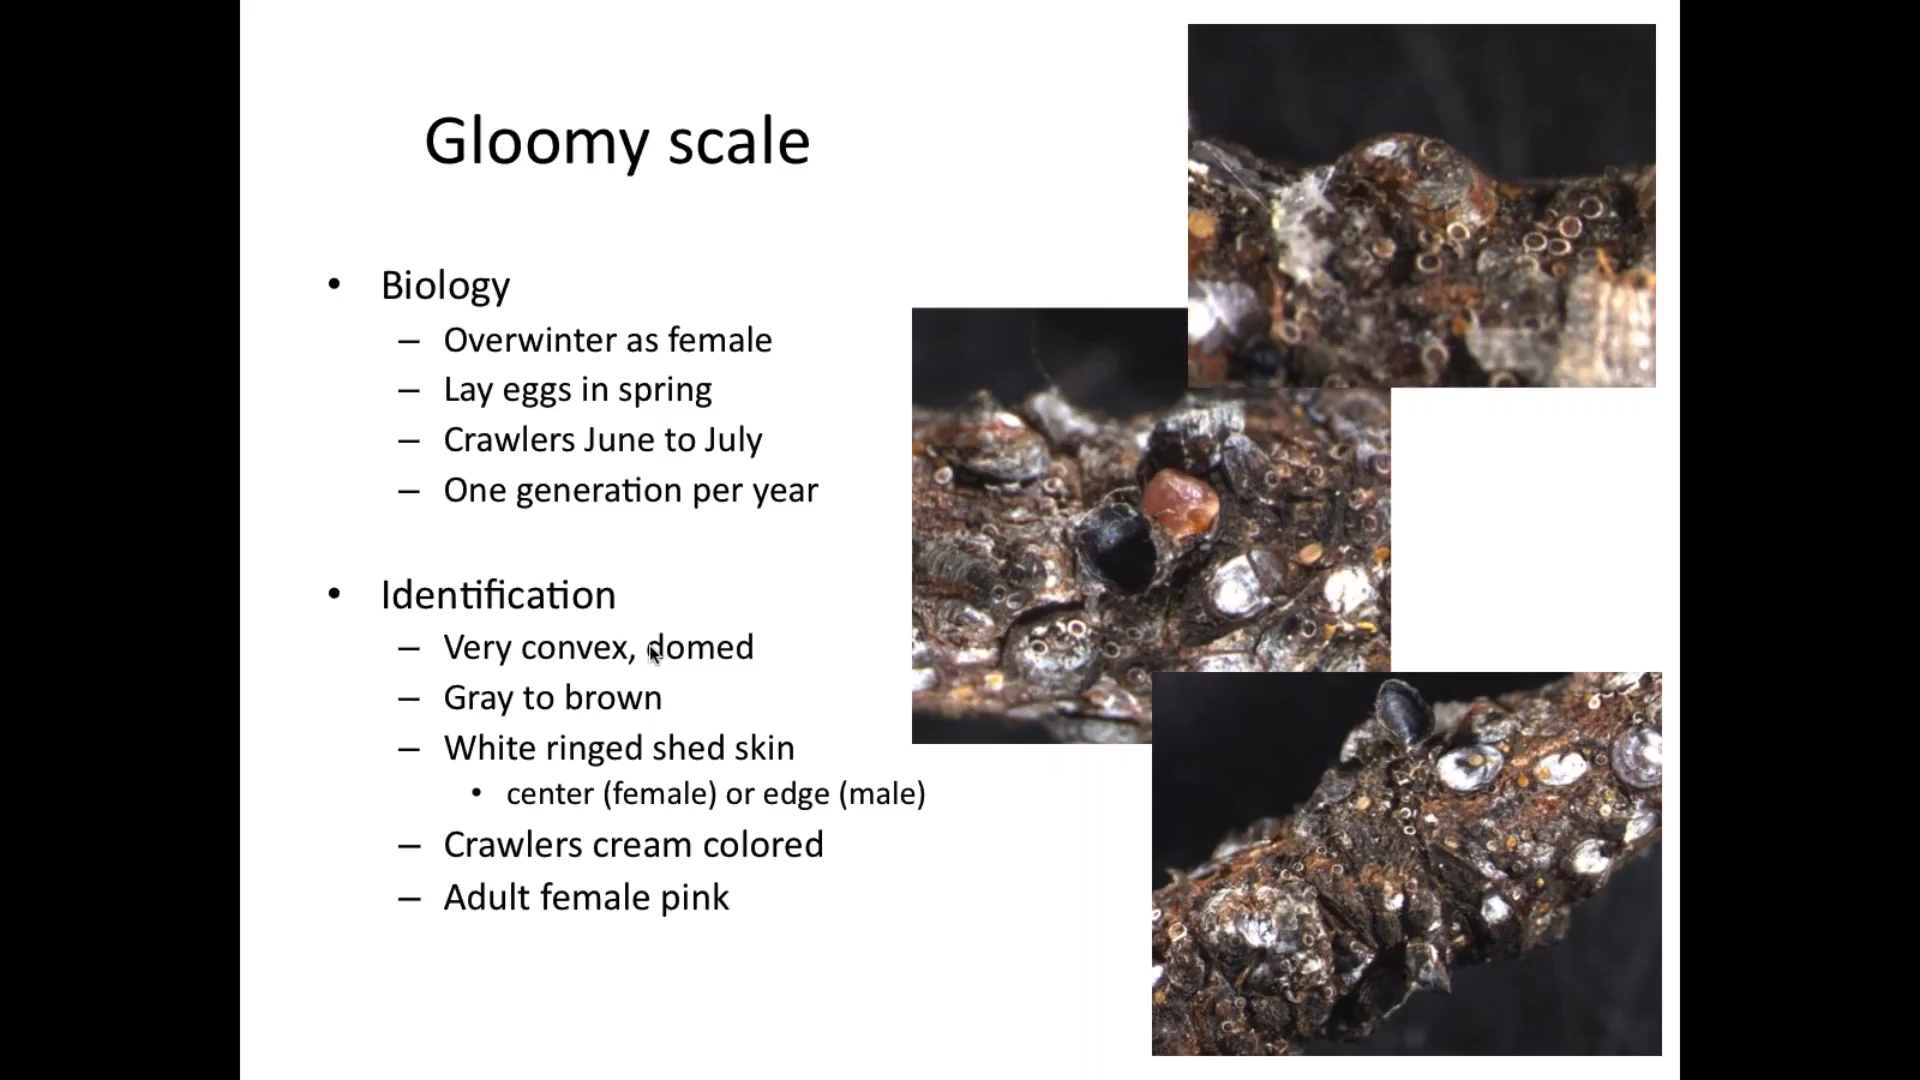 Gloomy scale
• Biology
– Overwinter as female
– Lay eggs in spring
– Crawlers June to July
– One generation per year
• Identification
– Very convex, domed
– Gray to brown
– White ringed shed skin
• center (female) or edge (male)
– Crawlers cream colored
– Adult female pink